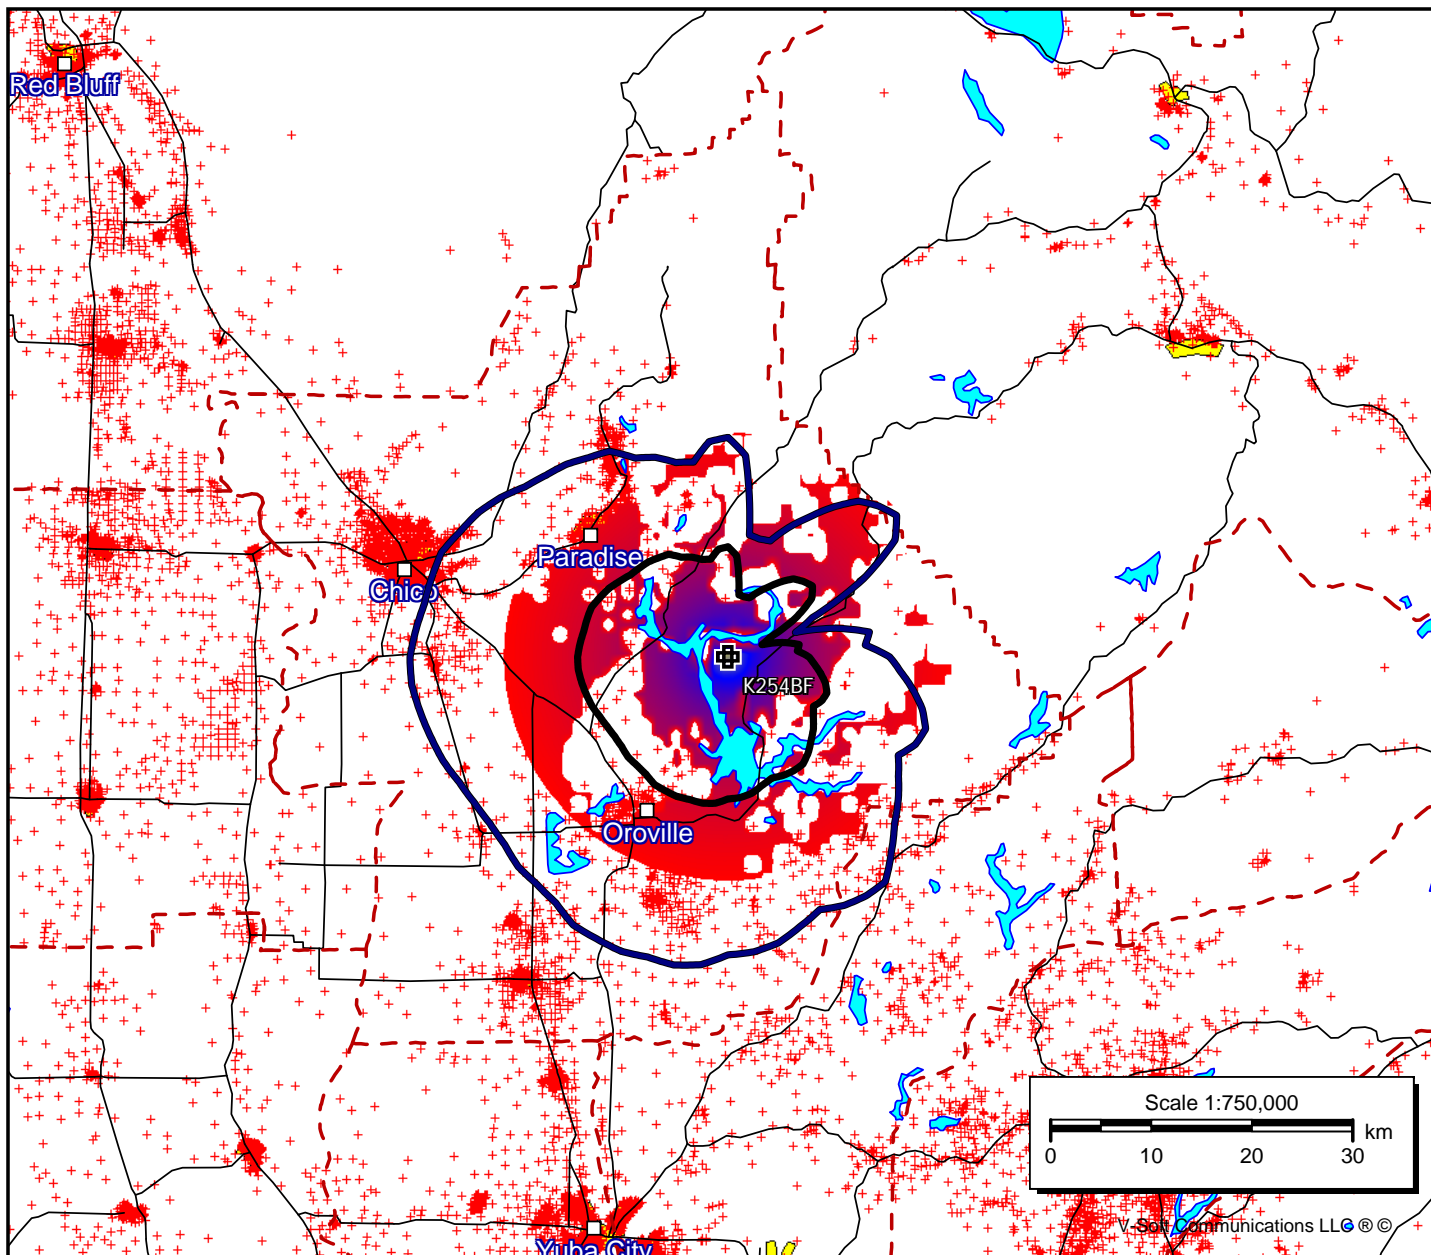 Red Bluff
Paradise
Chico
K254BF
Oroville
Scale 1:750,000
km
0 10 20 30
V-Soft Communications LLC ® ©
Yuba City